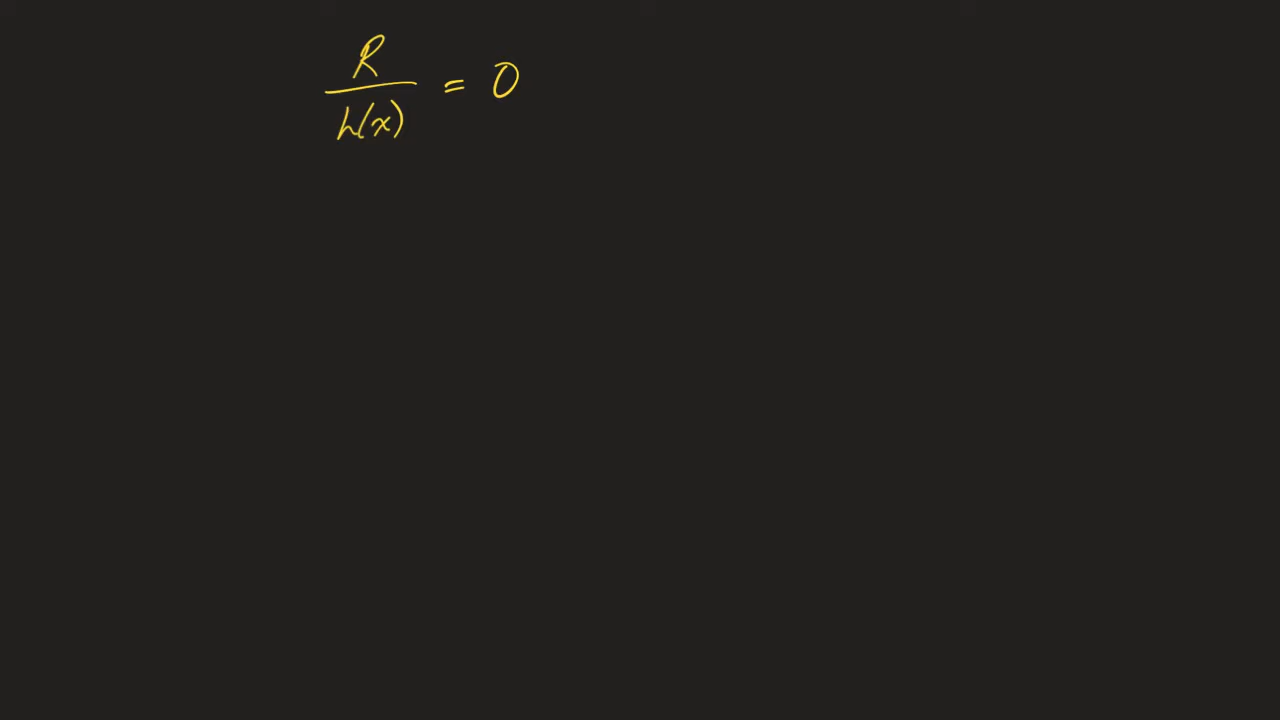 R/h(x) = 0